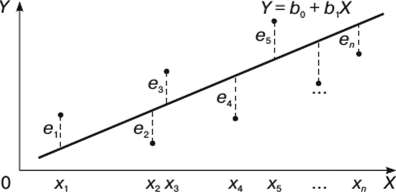 Y
Y = b₀ + b₁X
e₅
eₙ
e₃
e₁
e₂
e₄
...
0 x₁ x₂ x₃ x₄ x₅ ... xₙ X